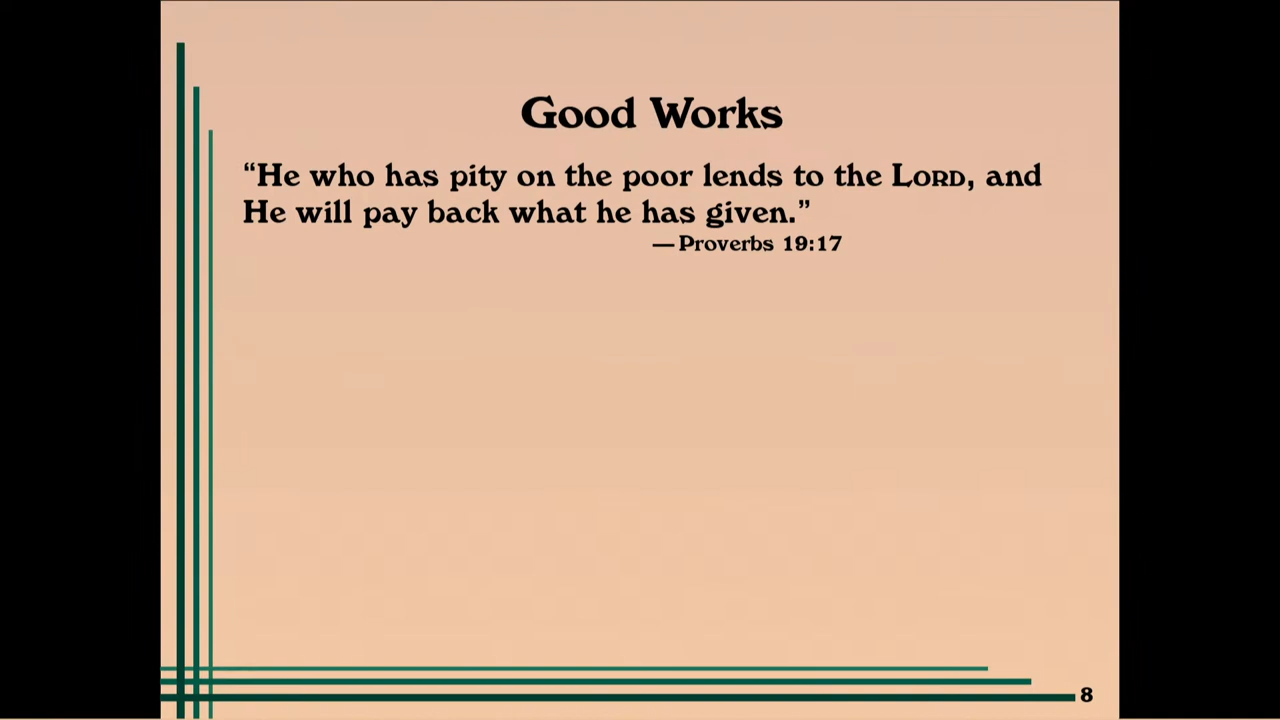 Good Works
“He who has pity on the poor lends to the LORD, and
He will pay back what he has given.”
—Proverbs 19:17
8